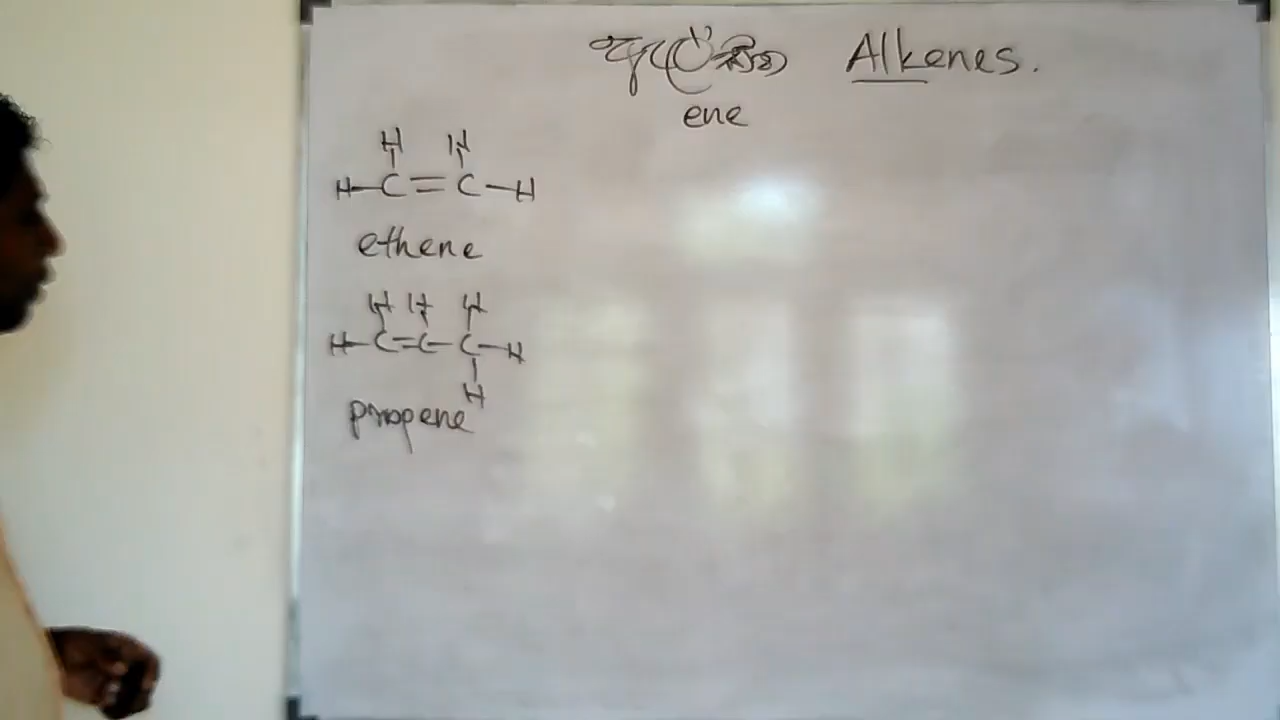 Alkenes.
ene
H H
H-C=C-H
ethene
H H H
H-C=C-C-H
H
propene